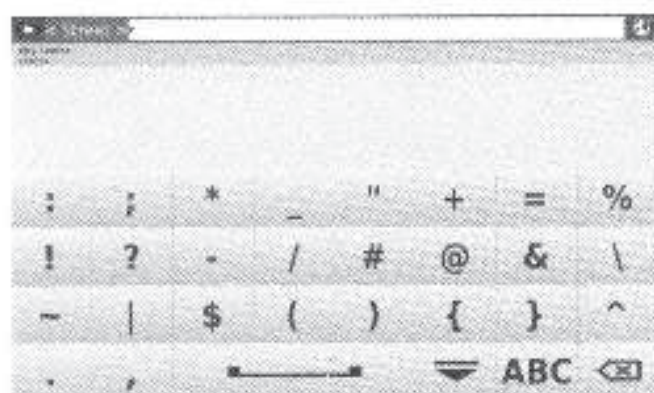 : ; * _ " + = %
! ? - / # @ & \
~ | $ ( ) { } ^
. , ABC